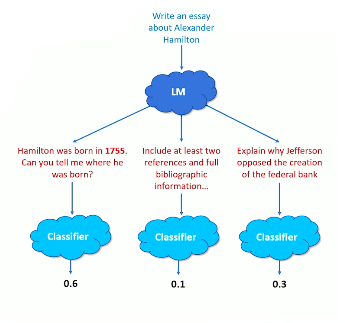 Write an essay
about Alexander
Hamilton
LM
Hamilton was born in 1755.
Can you tell me where he
was born?
Include at least two
references and full
bibliographic
information...
Explain why Jefferson
opposed the creation
of the federal bank
Classifier
Classifier
Classifier
0.6
0.1
0.3